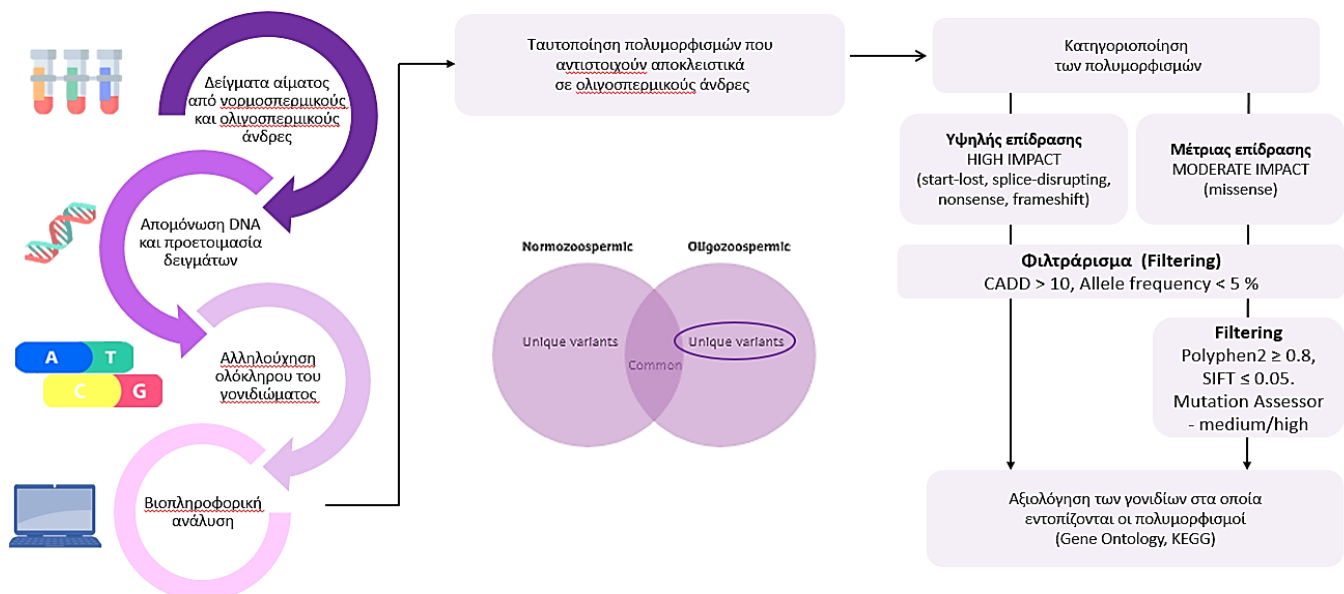 Δείγματα αίματος
από νορμοσπερμικούς
και ολιγοσπερμικούς
άνδρες
Απομόνωση DNA
και προετοιμασία
δειγμάτων
A T
C G
Αλληλούχηση
ολόκληρου του
γονιδιώματος
Βιοπληροφορική
ανάλυση
Ταυτοποίηση πολυμορφισμών που
αντιστοιχούν αποκλειστικά
σε ολιγοσπερμικούς άνδρες
Normozoospermic Oligozoospermic
Unique variants
Common
Unique variants
Κατηγοριοποίηση
των πολυμορφισμών
Υψηλής επίδρασης
HIGH IMPACT
(start-lost, splice-disrupting,
nonsense, frameshift)
Μέτριας επίδρασης
MODERATE IMPACT
(missense)
Φιλτράρισμα (Filtering)
CADD > 10, Allele frequency < 5 %
Filtering
Polyphen2 ≥ 0.8,
SIFT ≤ 0.05.
Mutation Assessor
- medium/high
Αξιολόγηση των γονιδίων στα οποία
εντοπίζονται οι πολυμορφισμοί
(Gene Ontology, KEGG)